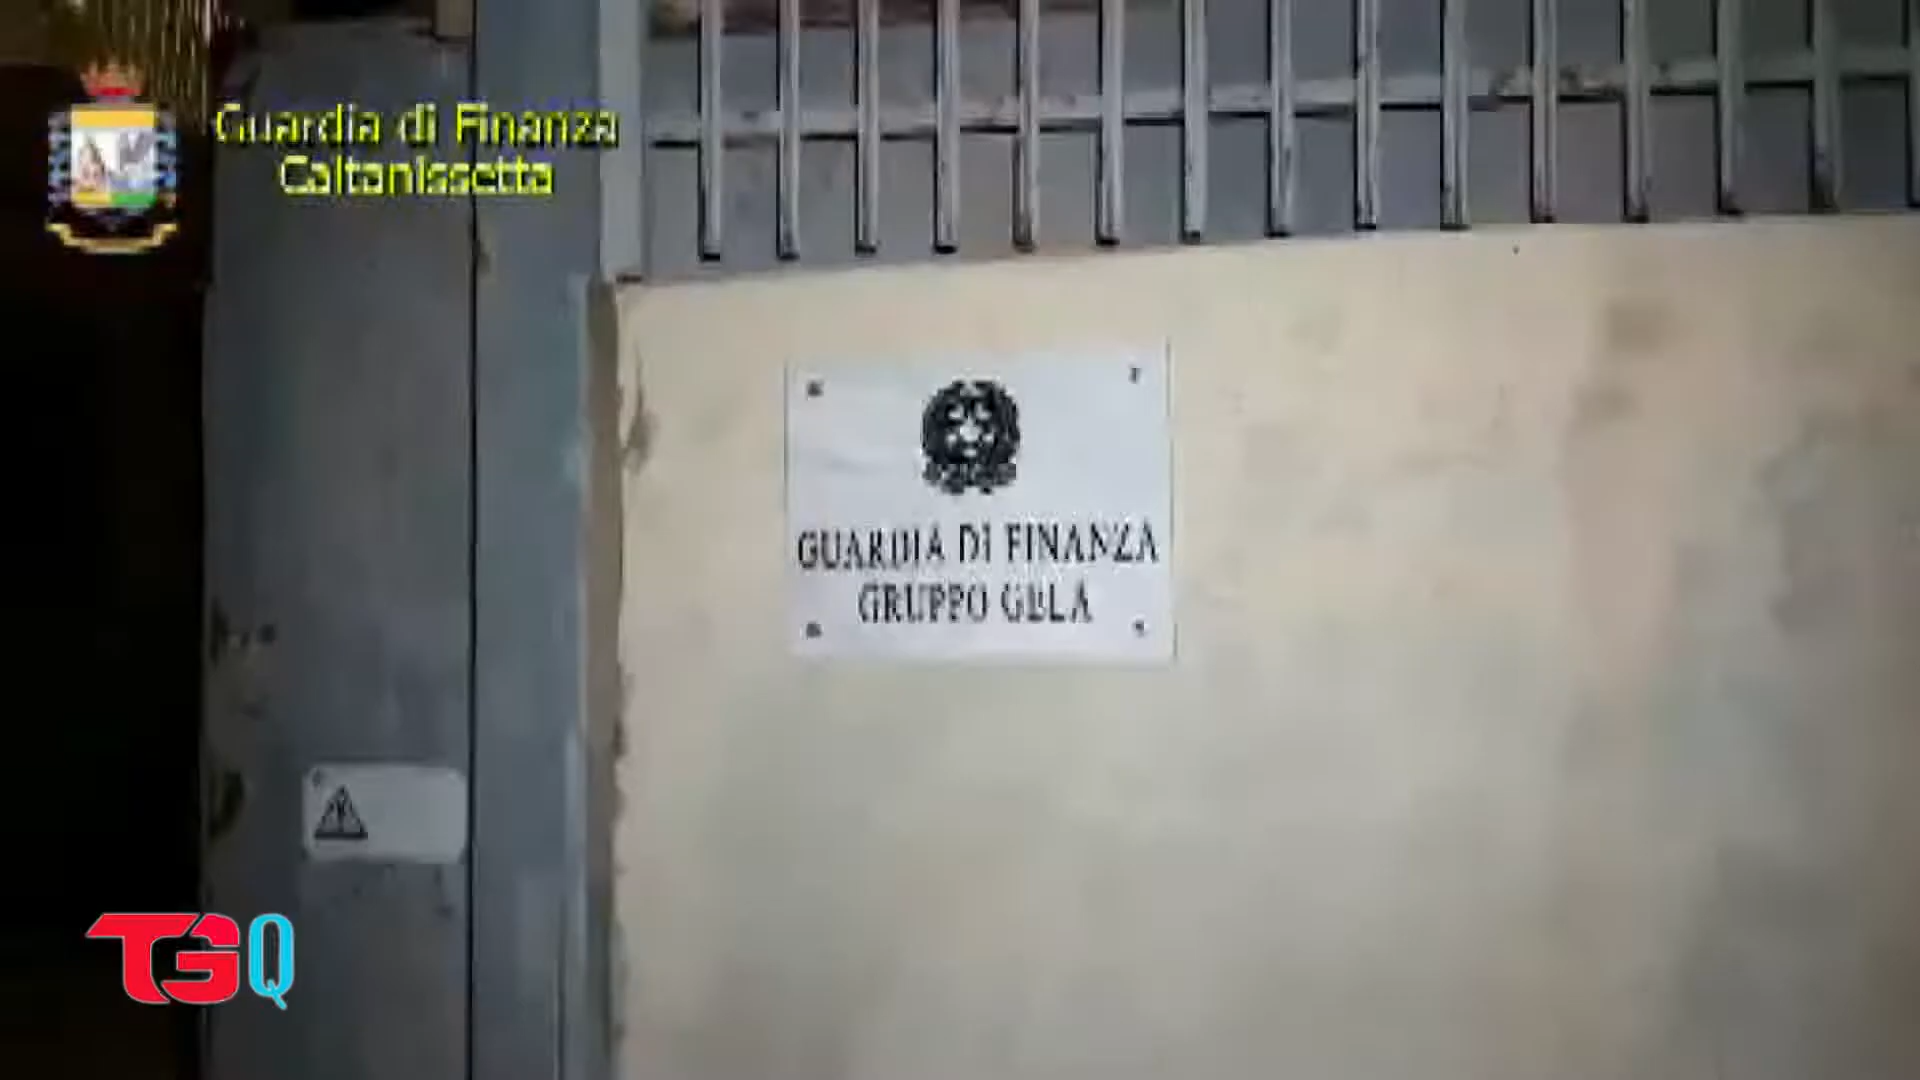 Guardia di Finanza
Caltanissetta
GUARDIA DI FINANZA
GRUPPO GELA
TGQ